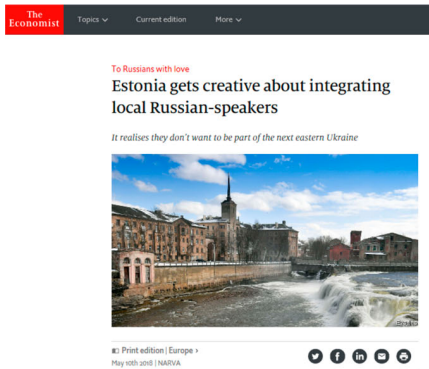 The
Economist
Topics
Current edition
More
To Russians with love
Estonia gets creative about integrating
local Russian-speakers
It realises they don't want to be part of the next eastern Ukraine
Print edition | Europe
May 10th 2018 | NARVA